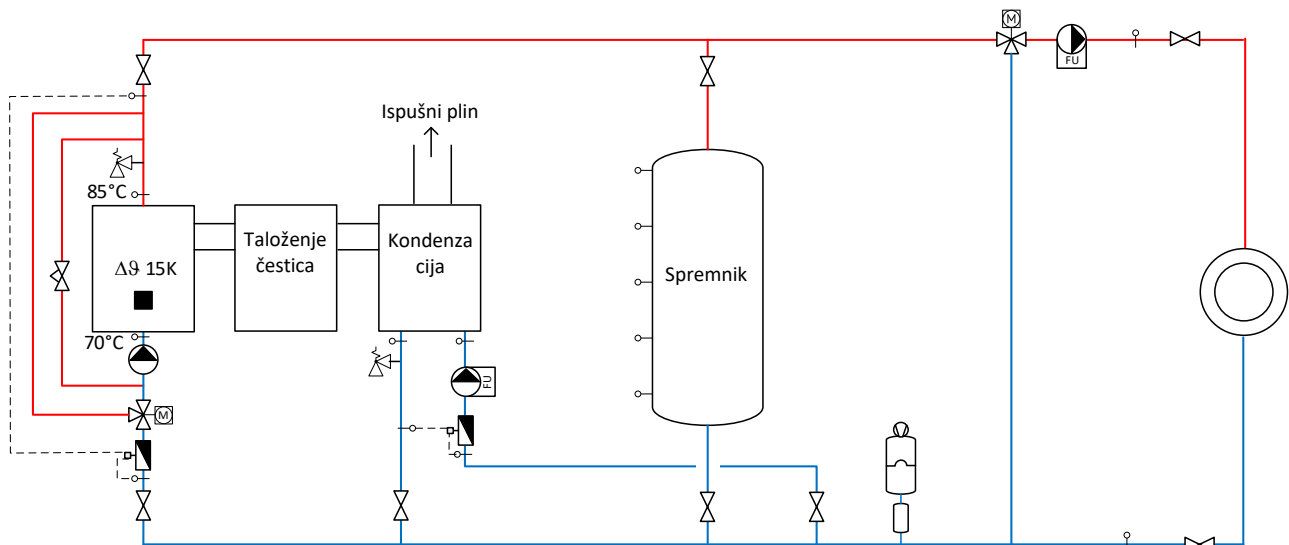 M
FU
Ispušni plin
85°C
Taloženje
čestica
Kondenza
cija
Δϑ 15K
Spremnik
70°C
FU
M